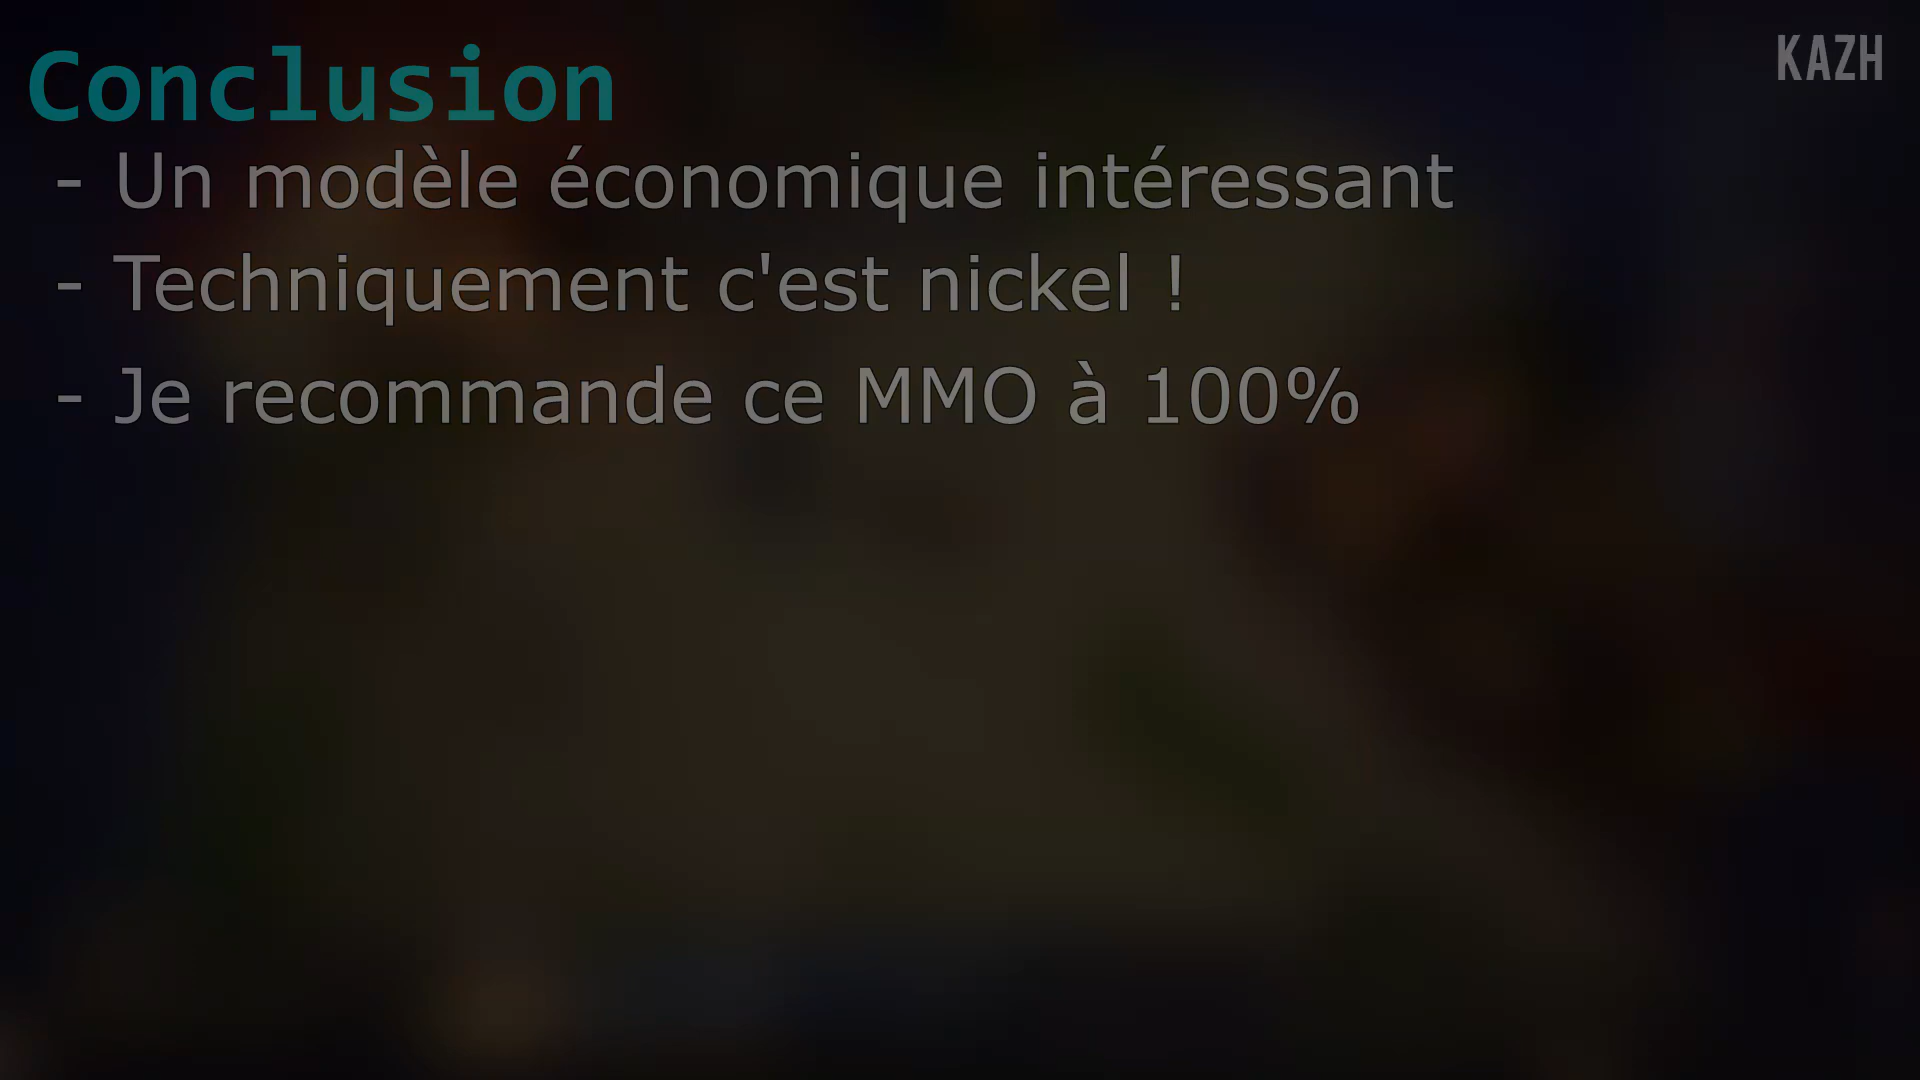 KAZH
Conclusion
- Un modèle économique intéressant
- Techniquement c'est nickel !
- Je recommande ce MMO à 100%